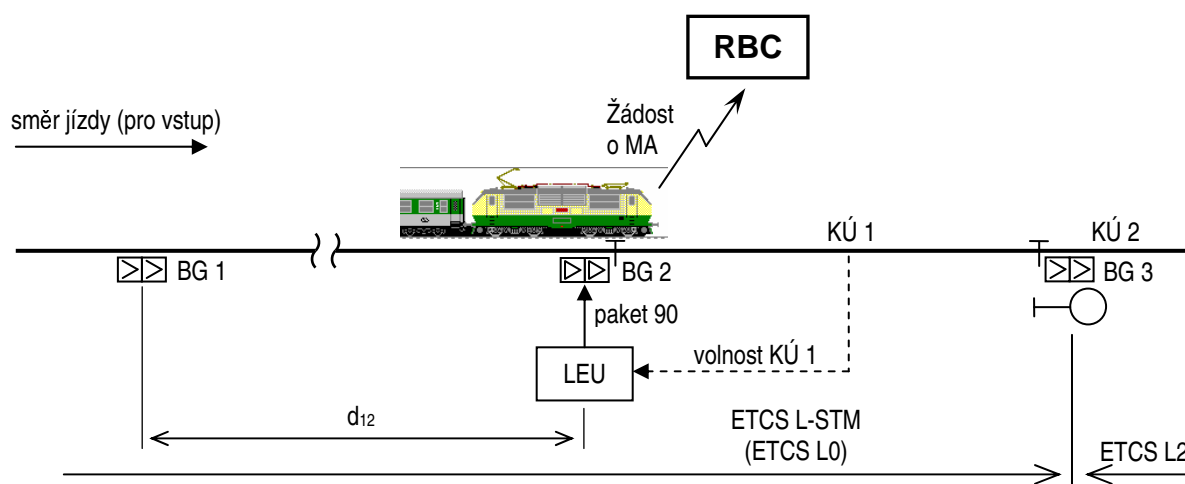 RBC
Žádost
o MA
směr jízdy (pro vstup)
KÚ 1
KÚ 2
BG 1
BG 2
BG 3
paket 90
LEU
volnost KÚ 1
d12
ETCS L-STM
(ETCS L0)
ETCS L2